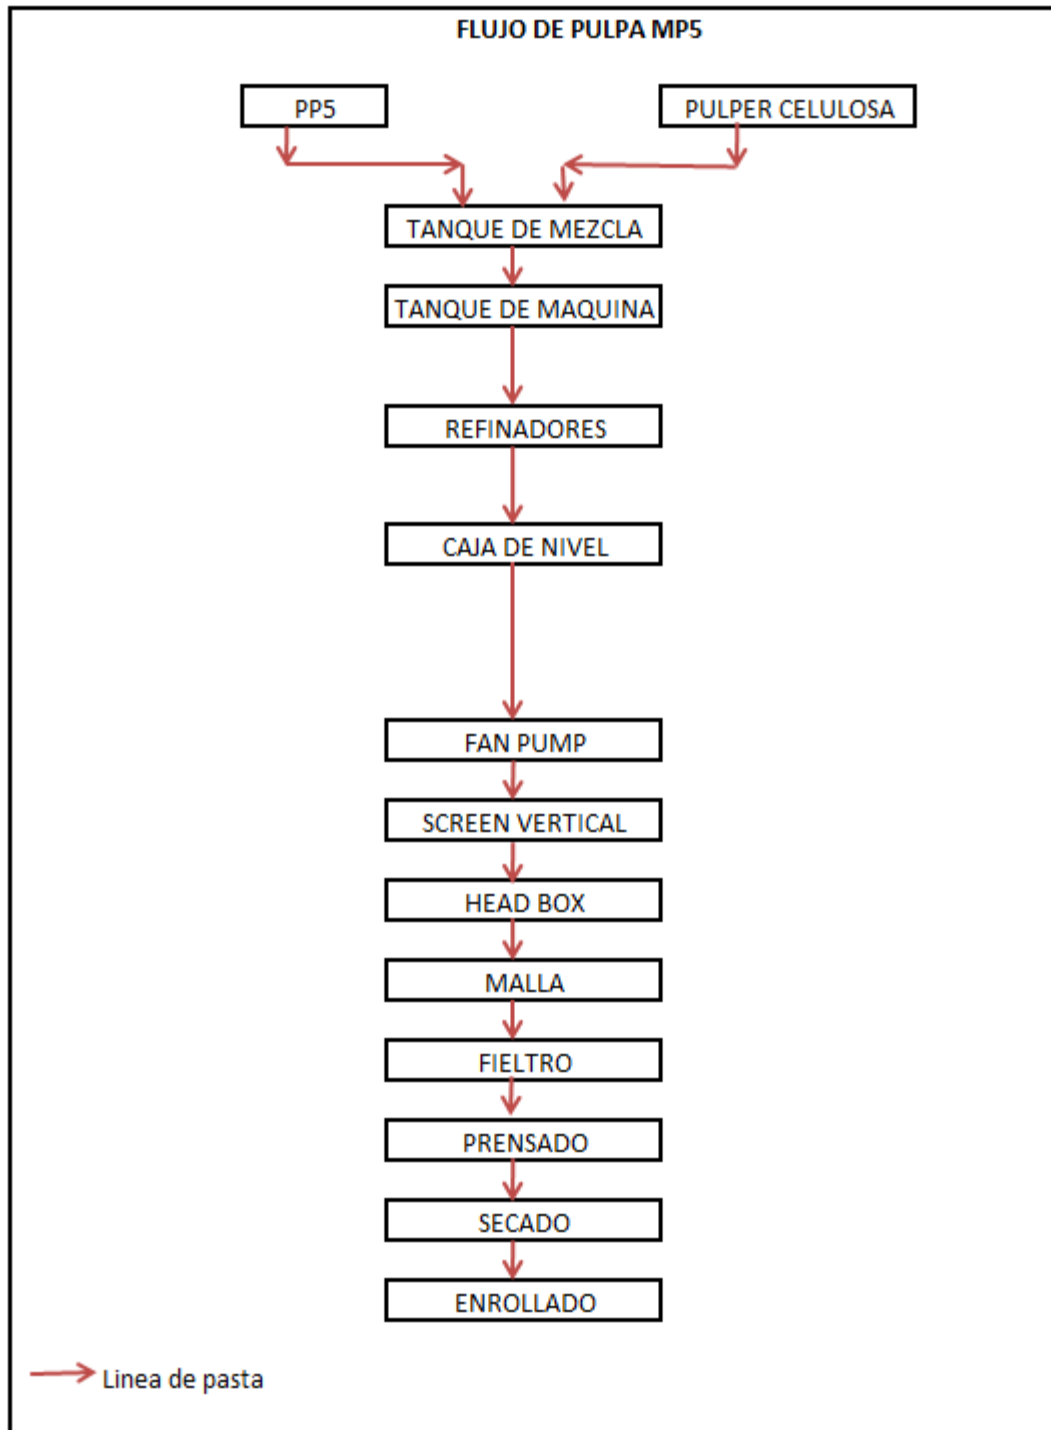 FLUJO DE PULPA MP5
PP5
PULPER CELULOSA
TANQUE DE MEZCLA
TANQUE DE MAQUINA
REFINADORES
CAJA DE NIVEL
FAN PUMP
SCREEN VERTICAL
HEAD BOX
MALLA
FIELTRO
PRENSADO
SECADO
ENROLLADO
Linea de pasta